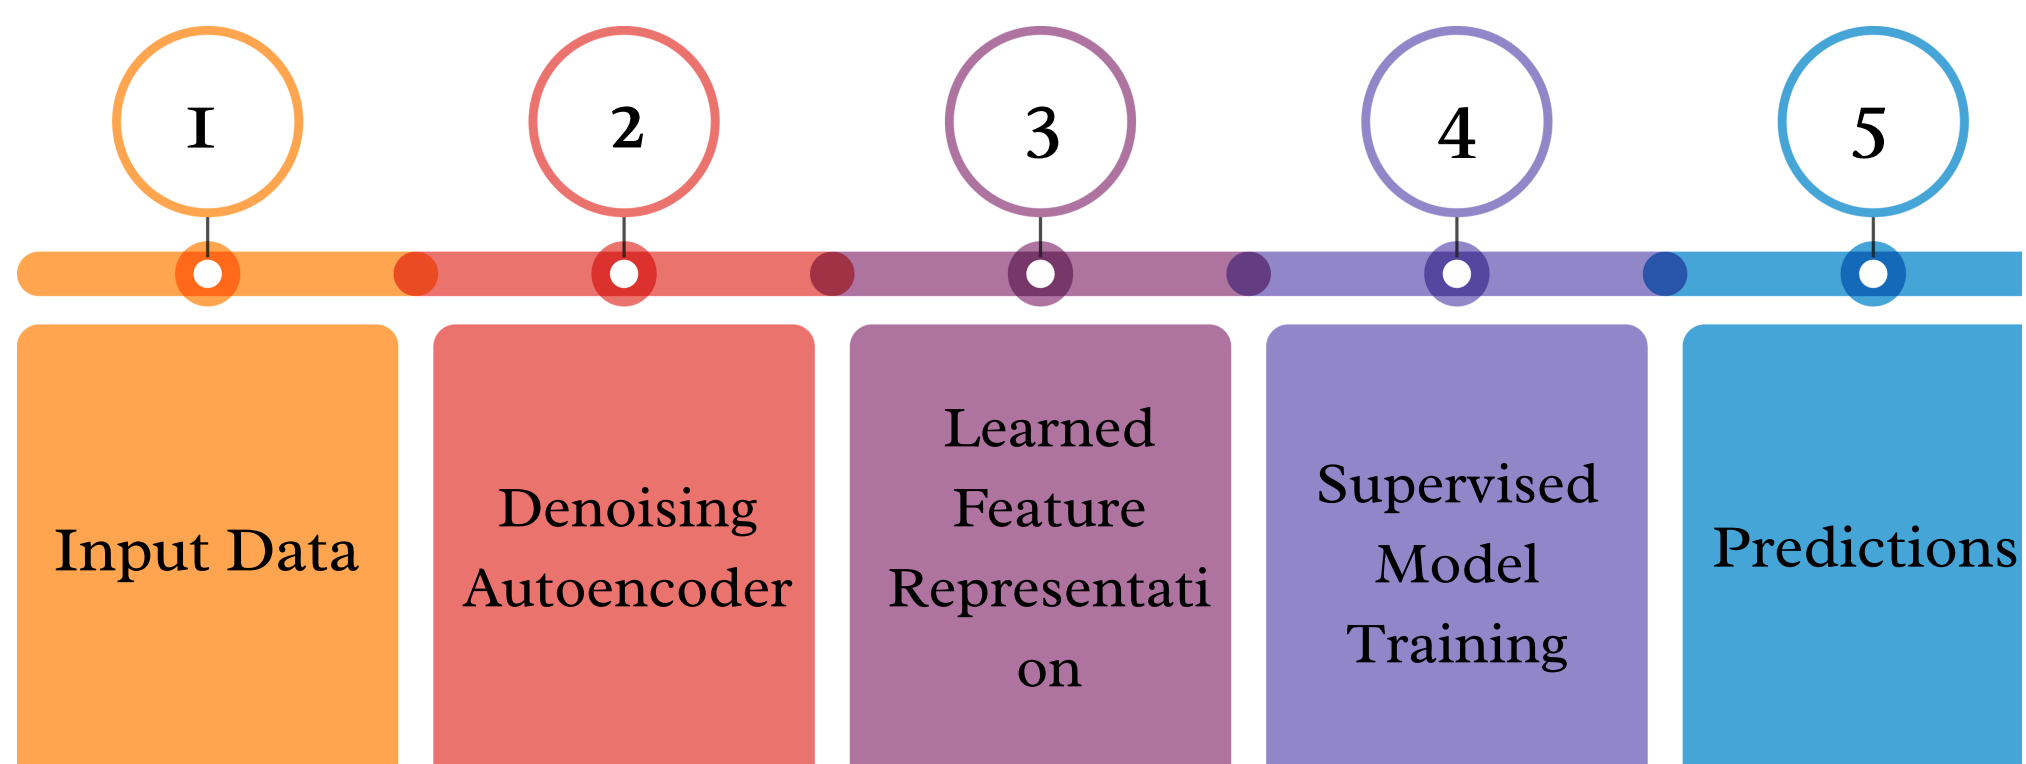 1
2
3
4
5
Input Data
Denoising
Autoencoder
Learned
Feature
Representati
on
Supervised
Model
Training
Predictions